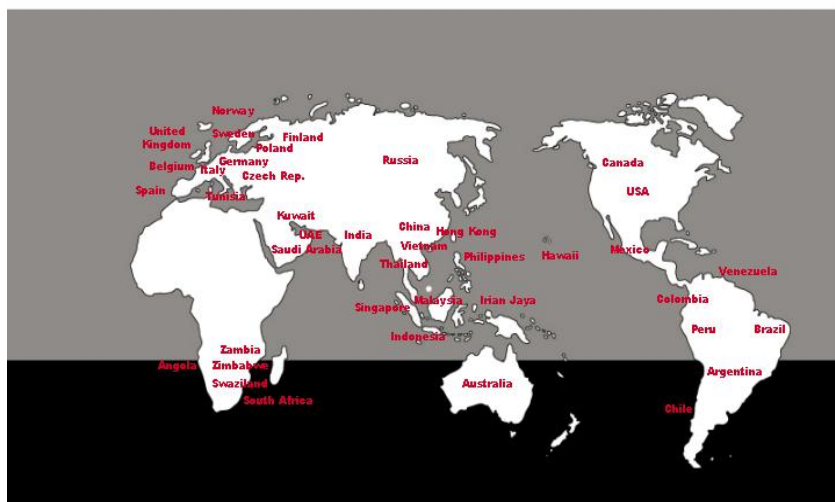 Norway
United
Kingdom
Sweden
Finland
Poland
Belgium
Germany
Italy
Czech Rep.
Russia
Canada
Spain
Tunisia
USA
Kuwait
UAE
India
China
Hong Kong
Saudi Arabia
Vietnam
Thailand
Philippines
Hawaii
Mexico
Venezuela
Singapore
Malaysia
Irian Jaya
Colombia
Indonesia
Peru
Brazil
Zambia
Angola
Zimbabwe
Swaziland
South Africa
Australia
Argentina
Chile